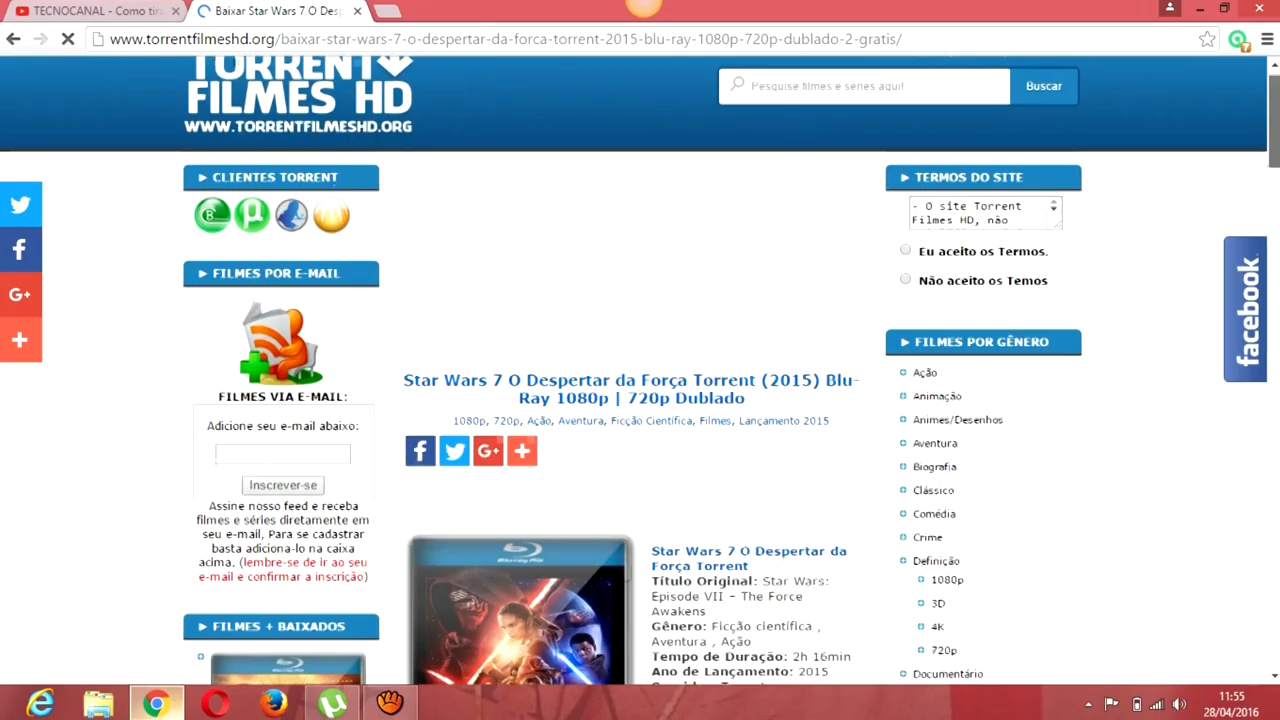 TECNOCANAL - Como tira
Baixar Star Wars 7 O Desp
www.torrentfilmeshd.org/baixar-star-wars-7-o-despertar-da-forca-torrent-2015-blu-ray-1080p-720p-dublado-2-gratis/
TORRENT
FILMES HD
WWW.TORRENTFILMESHD.ORG
Pesquise filmes e series aqui!
Buscar
► CLIENTES TORRENT
► FILMES POR E-MAIL
FILMES VIA E-MAIL:
Adicione seu e-mail abaixo:
Inscrever-se
Assine nosso feed e receba
filmes e séries diretamente em
seu e-mail, Para se cadastrar
basta adiciona-lo na caixa
acima. (lembre-se de ir ao seu
e-mail e confirmar a inscrição)
► FILMES + BAIXADOS
Star Wars 7 O Despertar da Força Torrent (2015) Blu-
Ray 1080p | 720p Dublado
1080p, 720p, Ação, Aventura, Ficção Científica, Filmes, Lançamento 2015
Blu-ray
Star Wars 7 O Despertar da
Força Torrent
Título Original: Star Wars:
Episode VII – The Force
Awakens
Gênero: Ficção científica ,
Aventura , Ação
Tempo de Duração: 2h 16min
Ano de Lançamento: 2015
► TERMOS DO SITE
- O site Torrent
Filmes HD, não
Eu aceito os Termos.
Não aceito os Temos
► FILMES POR GÊNERO
Ação
Animação
Animes/Desenhos
Aventura
Biografia
Clássico
Comédia
Crime
Definição
1080p
3D
4K
720p
Documentário
facebook
11:55
28/04/2016